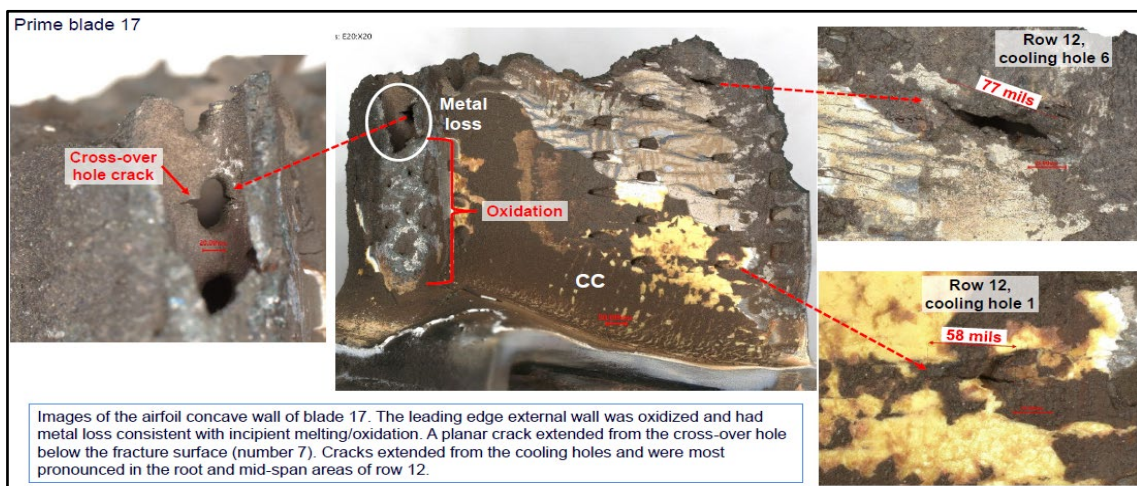 Prime blade 17
s: E20:X20
Metal
loss
Cross-over
hole crack
Oxidation
CC
Row 12,
cooling hole 6
77 mils
Row 12,
cooling hole 1
58 mils
Images of the airfoil concave wall of blade 17. The leading edge external wall was oxidized and had
metal loss consistent with incipient melting/oxidation. A planar crack extended from the cross-over hole
below the fracture surface (number 7). Cracks extended from the cooling holes and were most
pronounced in the root and mid-span areas of row 12.